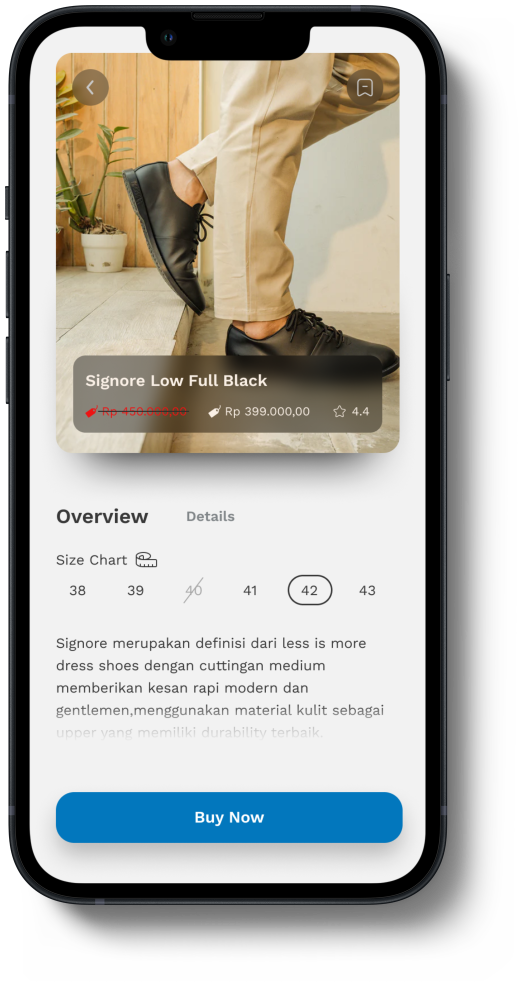 Signore Low Full Black
Rp 450.900,00 Rp 399.000,00 4.4
Overview Details
Size Chart
38 39 40 41 42 43
Signore merupakan definisi dari less is more
dress shoes dengan cuttingan medium
memberikan kesan rapi modern dan
gentlemen,menggunakan material kulit sebagai
upper yang memiliki durability terbaik.
Buy Now